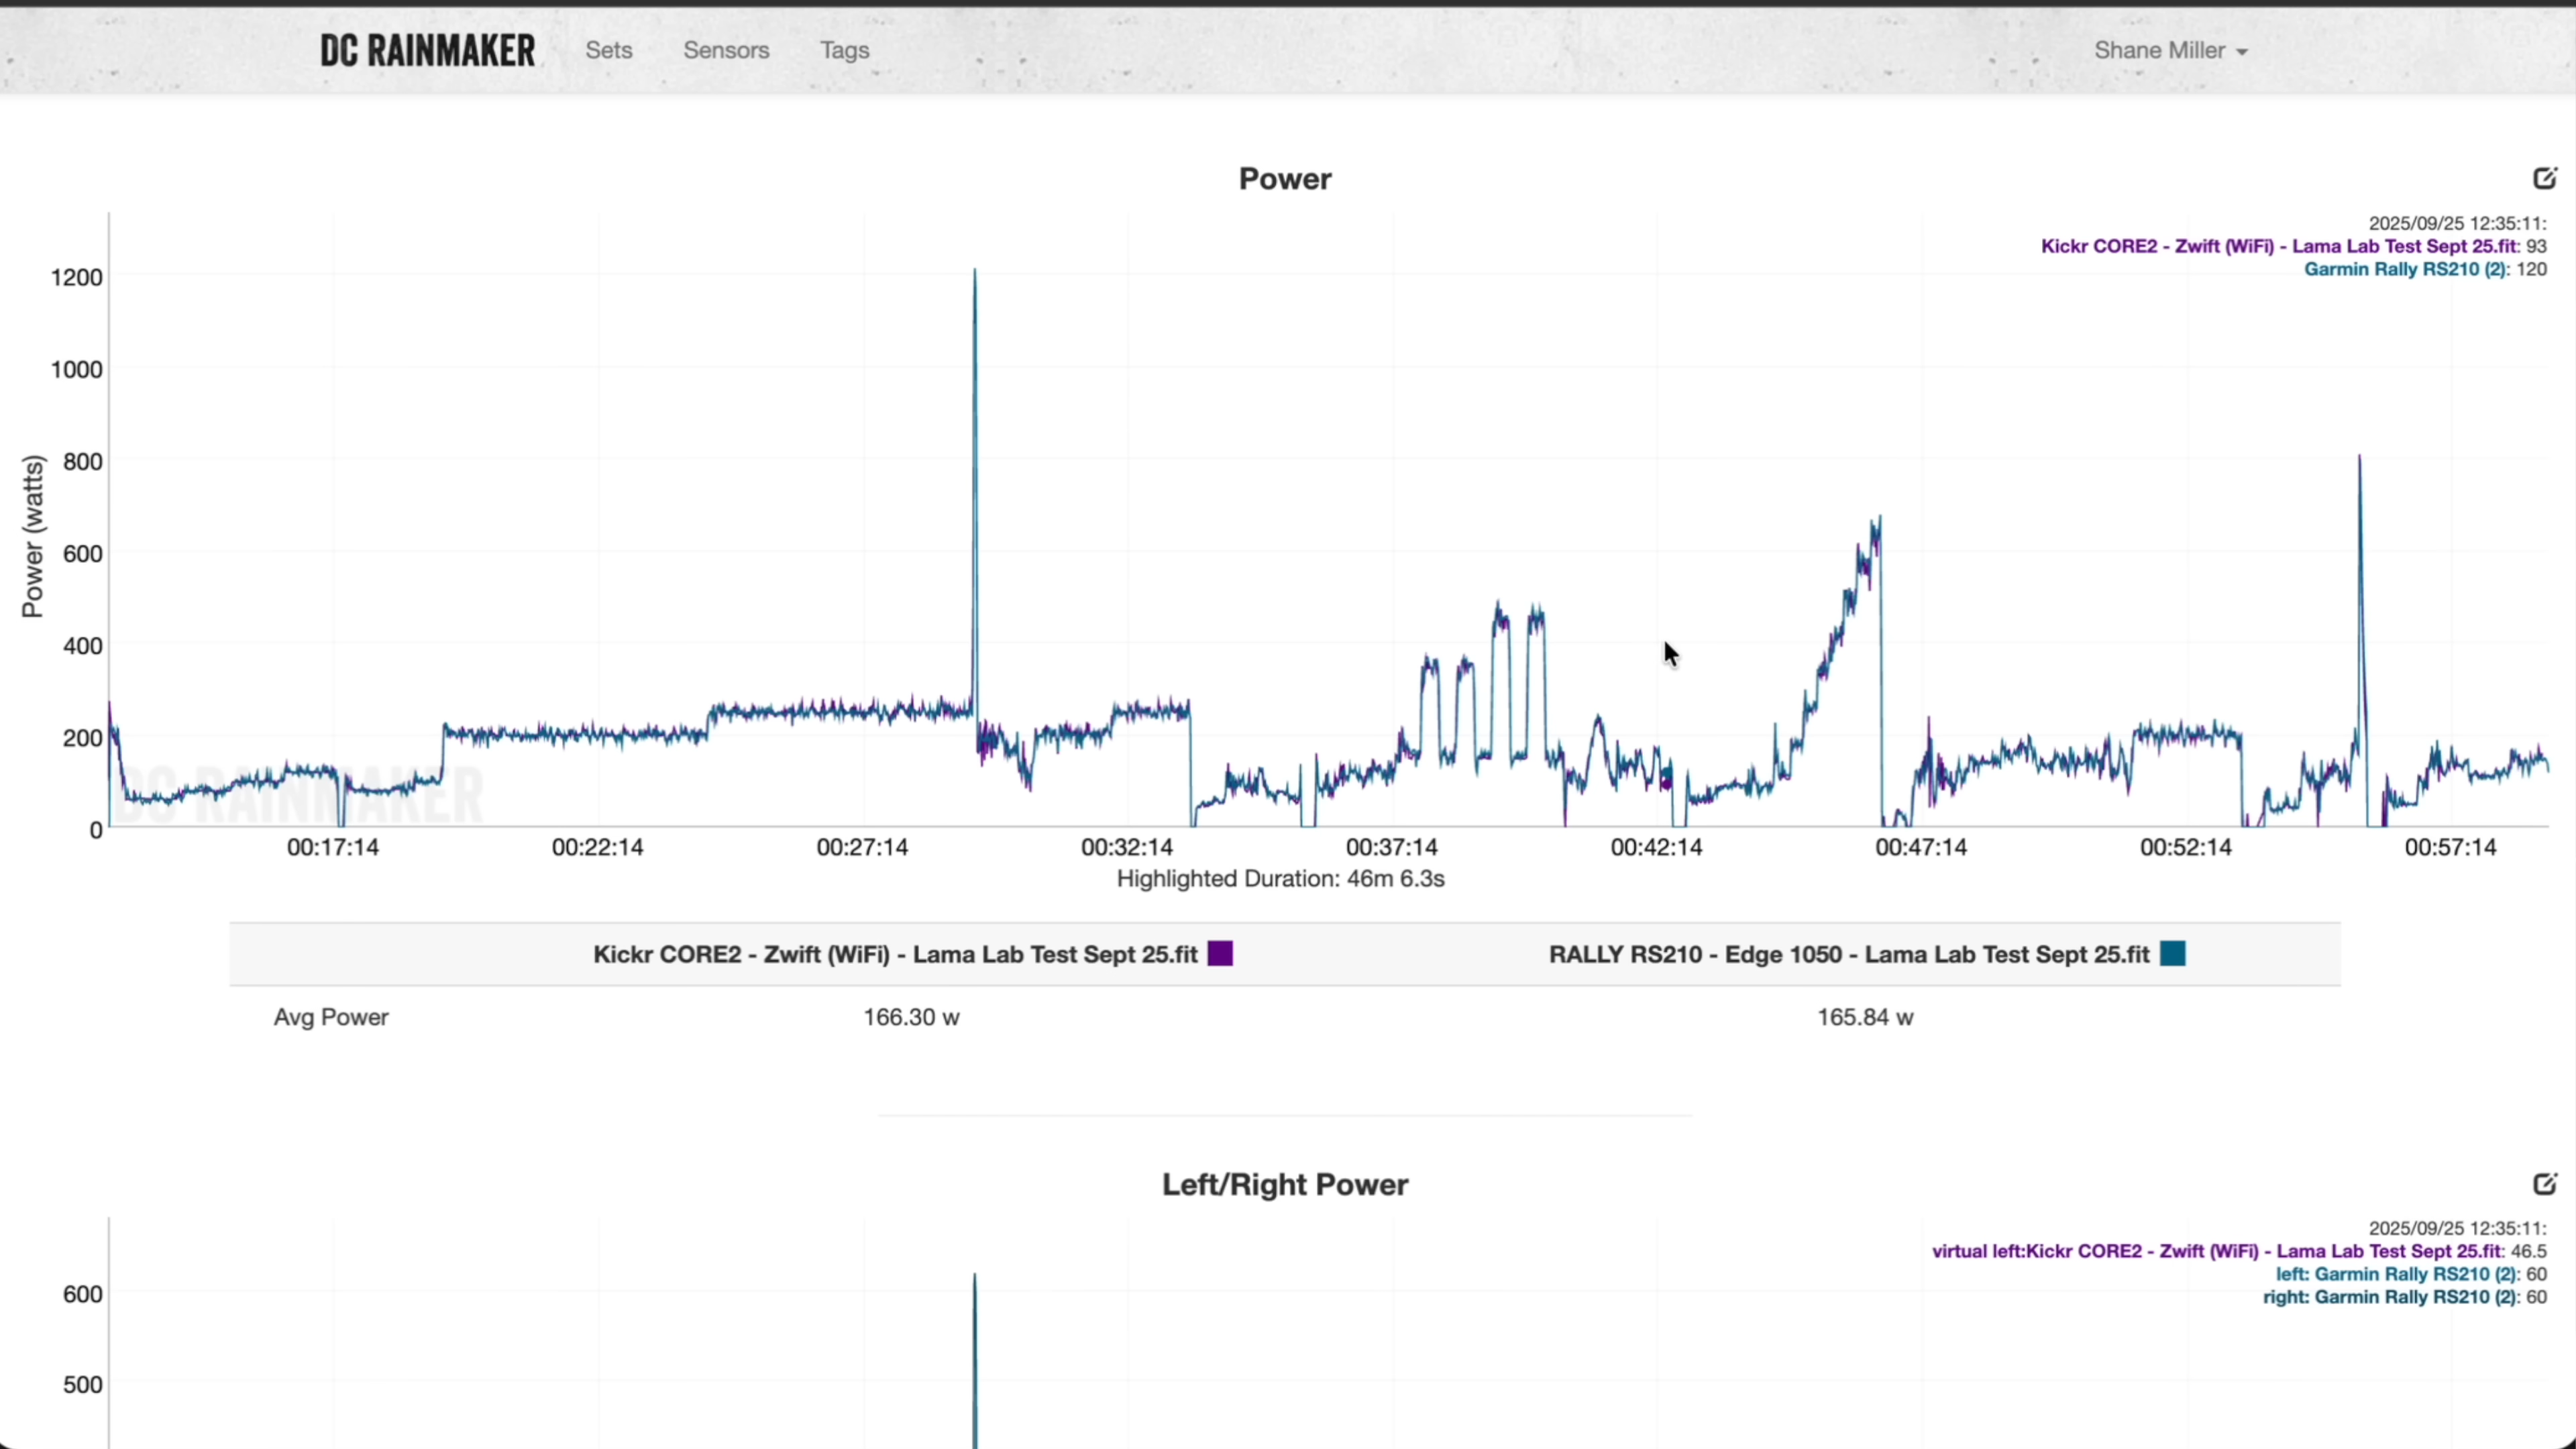 DC RAINMAKER Sets Sensors Tags Shane Miller
Power
2025/09/25 12:35:11:
Kickr CORE2 - Zwift (WiFi) - Lama Lab Test Sept 25.fit: 93
Garmin Rally RS210 (2): 120
1200
1000
800
600
400
200
0
Power (watts)
DC RAINMAKER
00:17:14 00:22:14 00:27:14 00:32:14 00:37:14 00:42:14 00:47:14 00:52:14 00:57:14
Highlighted Duration: 46m 6.3s
Kickr CORE2 - Zwift (WiFi) - Lama Lab Test Sept 25.fit RALLY RS210 - Edge 1050 - Lama Lab Test Sept 25.fit
Avg Power 166.30 w 165.84 w
Left/Right Power
2025/09/25 12:35:11:
virtual left:Kickr CORE2 - Zwift (WiFi) - Lama Lab Test Sept 25.fit: 46.5
left: Garmin Rally RS210 (2): 60
right: Garmin Rally RS210 (2): 60
600
500